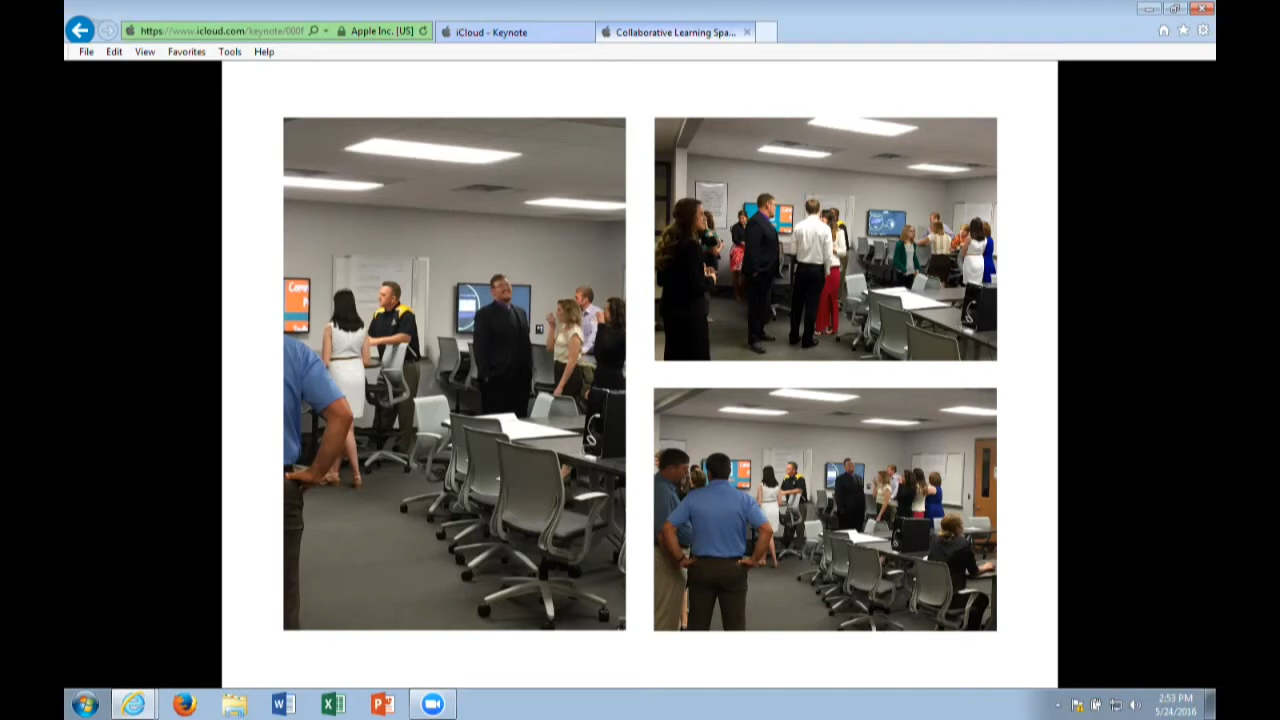 https://www.icloud.com/keynote/000f
Apple Inc. [US]
iCloud - Keynote
Collaborative Learning Spa...
File Edit View Favorites Tools Help
2:53 PM
5/24/2016